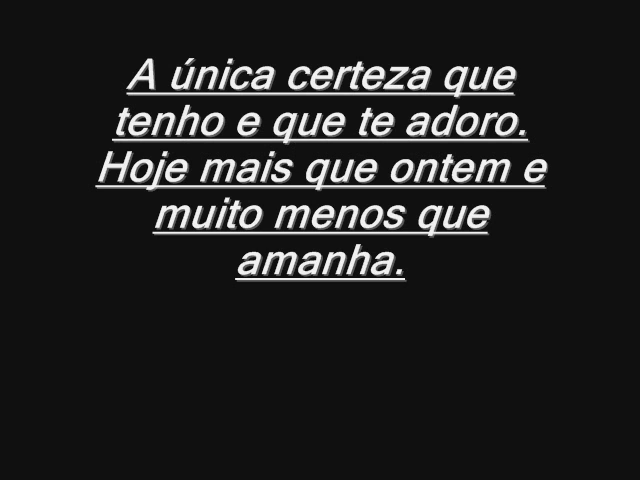 A única certeza que
tenho e que te adoro.
Hoje mais que ontem e
muito menos que
amanha.